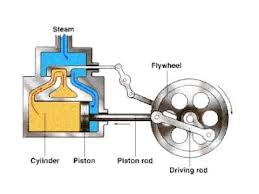 Steam
Flywheel
Cylinder
Piston
Piston rod
Driving rod